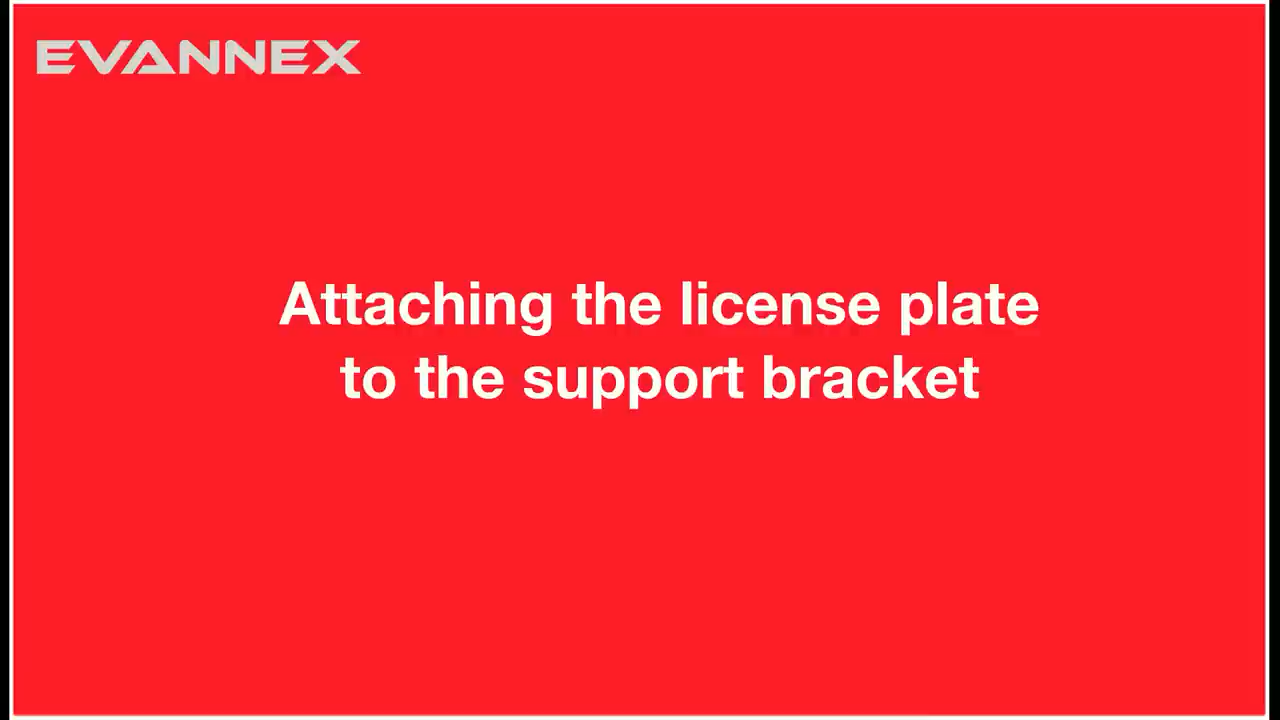 EVANNEX
Attaching the license plate
to the support bracket